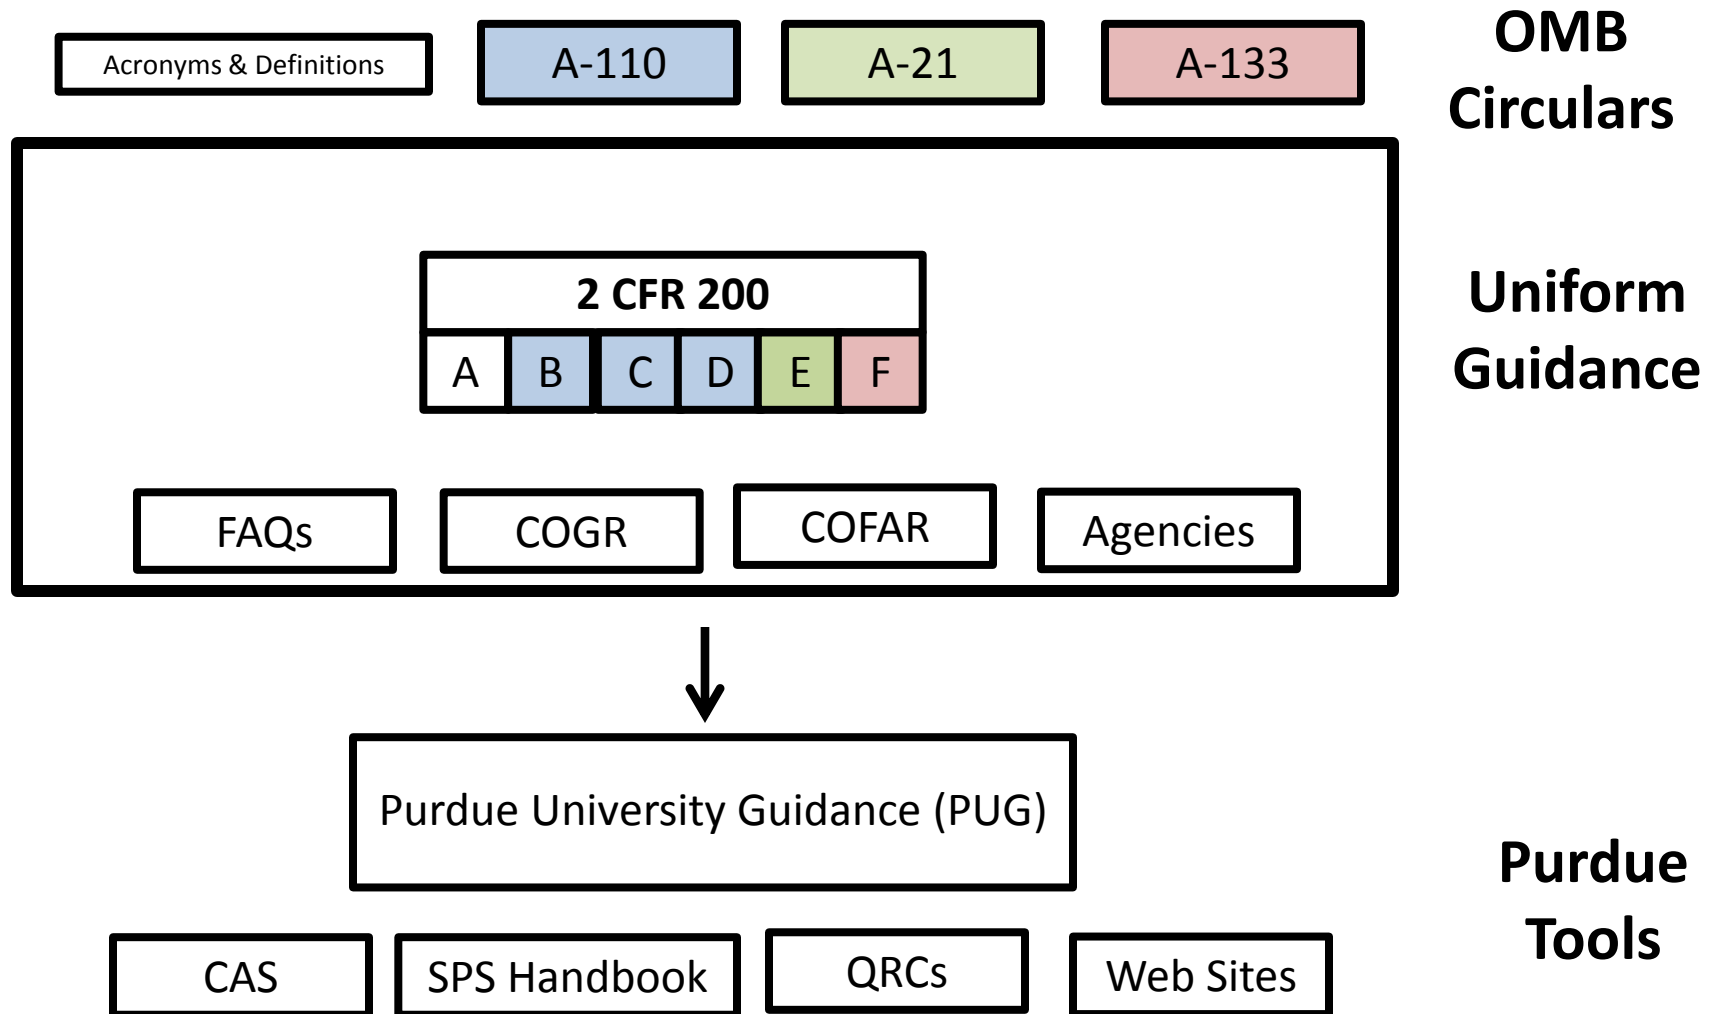 Acronyms & Definitions
A-110
A-21
A-133
OMB
Circulars
2 CFR 200
A
B
C
D
E
F
Uniform
Guidance
FAQs
COGR
COFAR
Agencies
Purdue University Guidance (PUG)
Purdue
Tools
CAS
SPS Handbook
QRCs
Web Sites